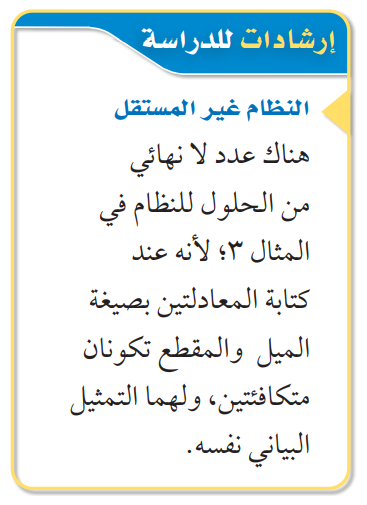 إرشادات للدراسة
النظام غير المستقل
هناك عدد لا نهائي
من الحلول للنظام في
المثال ٣؛ لأنه عند
كتابة المعادلتين بصيغة
الميل والمقطع تكونان
متكافئتين، ولهما التمثيل
البياني نفسه.